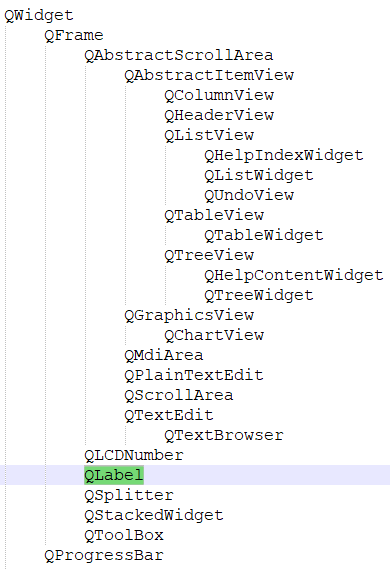 QWidget
QFrame
QAbstractScrollArea
QAbstractItemView
QColumnView
QHeaderView
QListView
QHelpIndexWidget
QListWidget
QUndoView
QTableView
QTableWidget
QTreeView
QHelpContentWidget
QTreeWidget
QGraphicsView
QChartView
QMdiArea
QPlainTextEdit
QScrollArea
QTextEdit
QTextBrowser
QLCDNumber
QLabel
QSplitter
QStackedWidget
QToolBox
QProgressBar